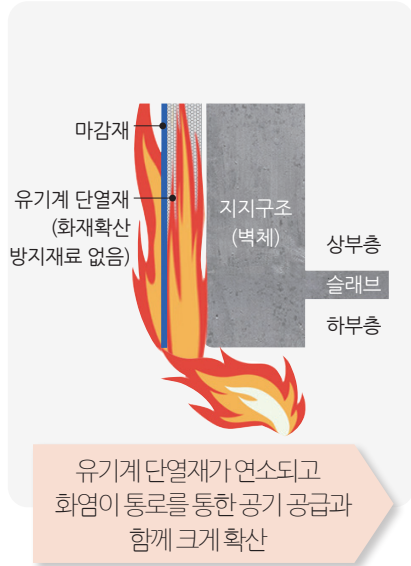 마감재
유기계 단열재
(화재확산
방지재료 없음)
지지구조
(벽체)
상부층
슬래브
하부층
유기계 단열재가 연소되고
화염이 통로를 통한 공기 공급과
함께 크게 확산